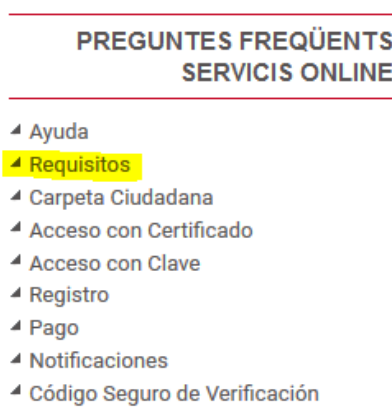 PREGUNTES FREQÜENTS
SERVICIS ONLINE
Ayuda
Requisitos
Carpeta Ciudadana
Acceso con Certificado
Acceso con Clave
Registro
Pago
Notificaciones
Código Seguro de Verificación